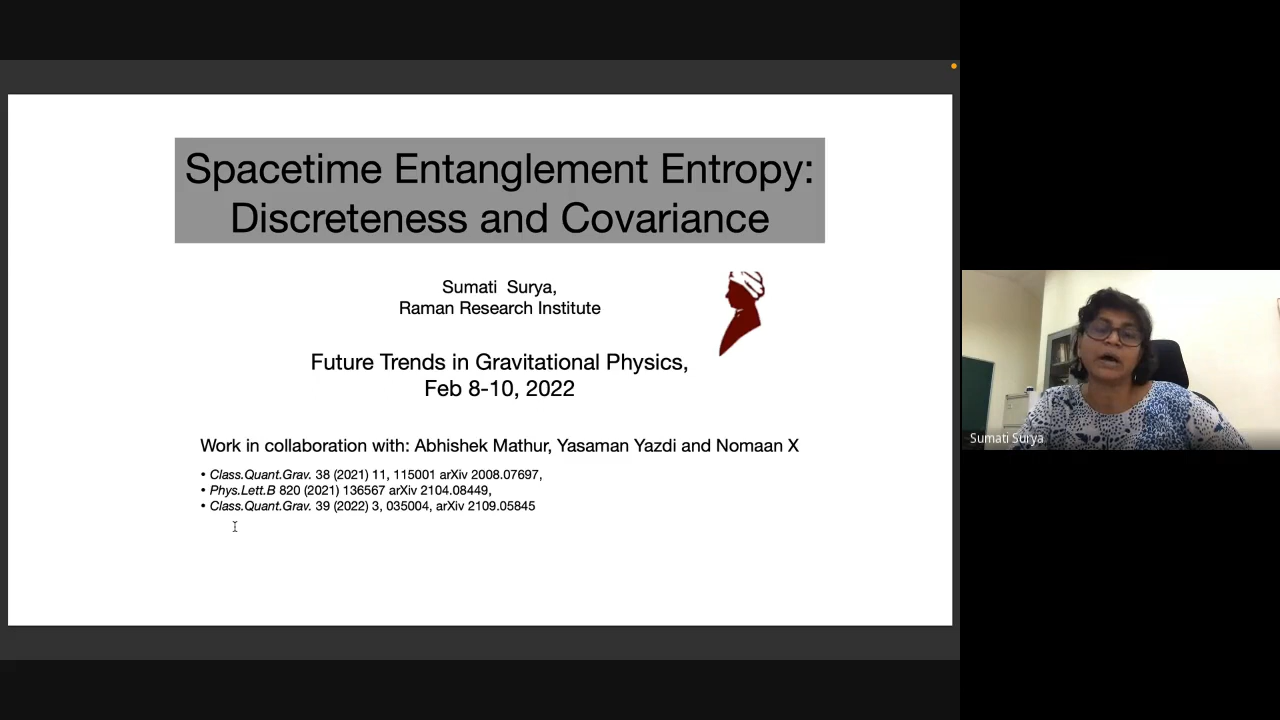 Spacetime Entanglement Entropy:
Discreteness and Covariance
Sumati Surya,
Raman Research Institute
Future Trends in Gravitational Physics,
Feb 8-10, 2022
Work in collaboration with: Abhishek Mathur, Yasaman Yazdi and Nomaan X
• Class.Quant.Grav. 38 (2021) 11, 115001 arXiv 2008.07697,
• Phys.Lett.B 820 (2021) 136567 arXiv 2104.08449,
• Class.Quant.Grav. 39 (2022) 3, 035004, arXiv 2109.05845
Sumati Surya